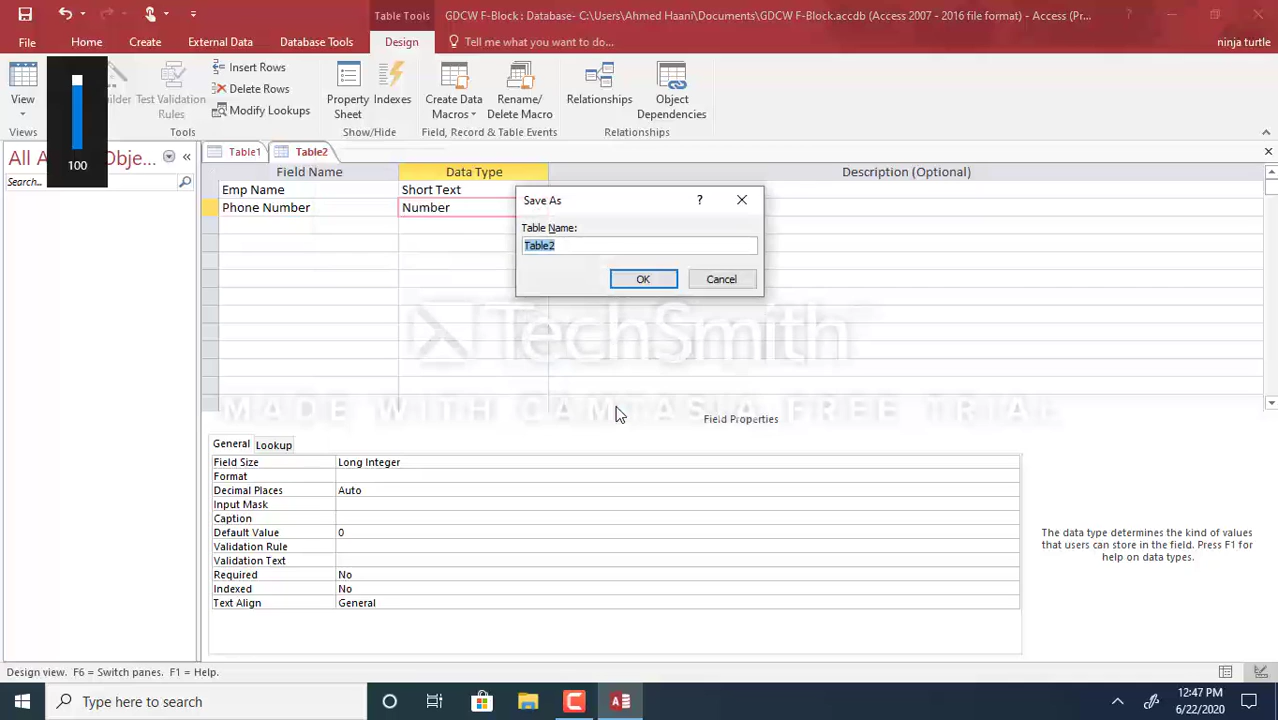 Table Tools
GDCW F-Block : Database- C:\Users\Ahmed Haani\Documents\GDCW F-Block.accdb (Access 2007 - 2016 file format) - Access (Pr...
File
Home
Create
External Data
Database Tools
Design
Tell me what you want to do...
ninja turtle
View
Test Validation
Rules
Insert Rows
Delete Rows
Modify Lookups
Property
Sheet
Indexes
Create Data
Macros
Rename/
Delete Macro
Relationships
Object
Dependencies
Views
Tools
Show/Hide
Field, Record & Table Events
Relationships
100
Search...
Table1
Table2
Field Name
Data Type
Description (Optional)
Emp Name
Short Text
Phone Number
Number
Save As
?
Table Name:
Table2
OK
Cancel
TechSmith
MADE WITH CAMTASIA FREE TRIAL
Field Properties
General
Lookup
Field Size
Long Integer
Format
Decimal Places
Auto
Input Mask
Caption
Default Value
0
Validation Rule
Validation Text
Required
No
Indexed
No
Text Align
General
The data type determines the kind of values
that users can store in the field. Press F1 for
help on data types.
Design view. F6 = Switch panes. F1 = Help.
Type here to search
12:47 PM
6/22/2020